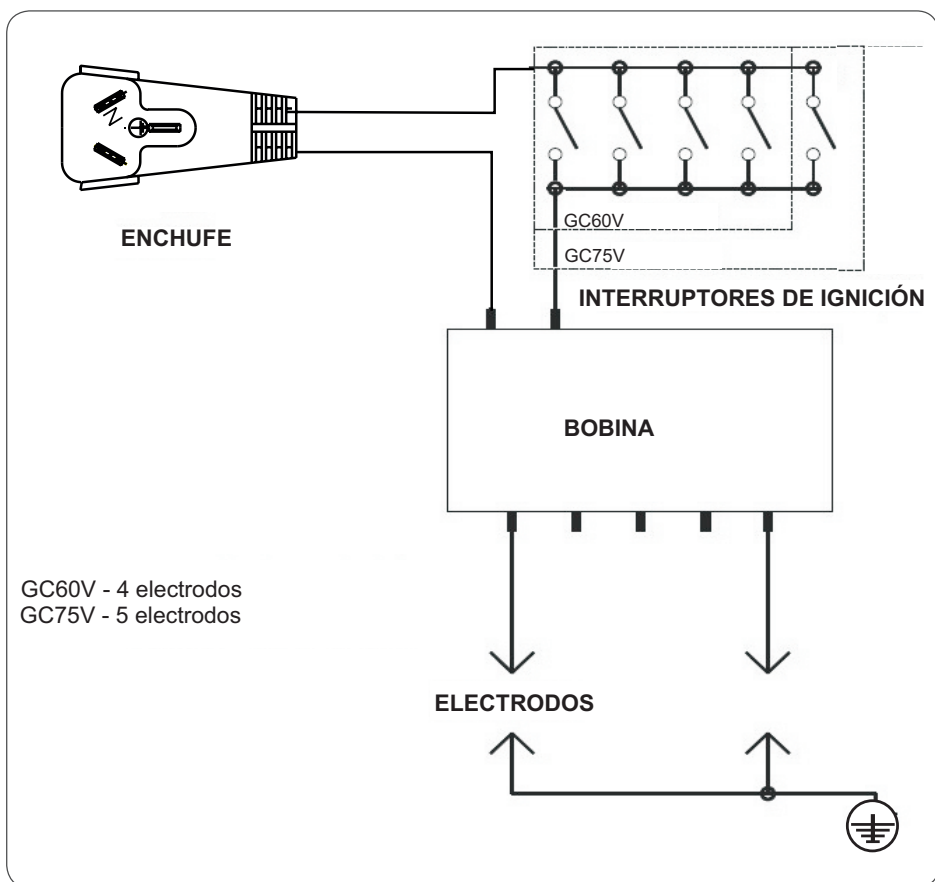 N
ENCHUFE
GC60V
GC75V
INTERRUPTORES DE IGNICIÓN
BOBINA
GC60V - 4 electrodos
GC75V - 5 electrodos
ELECTRODOS